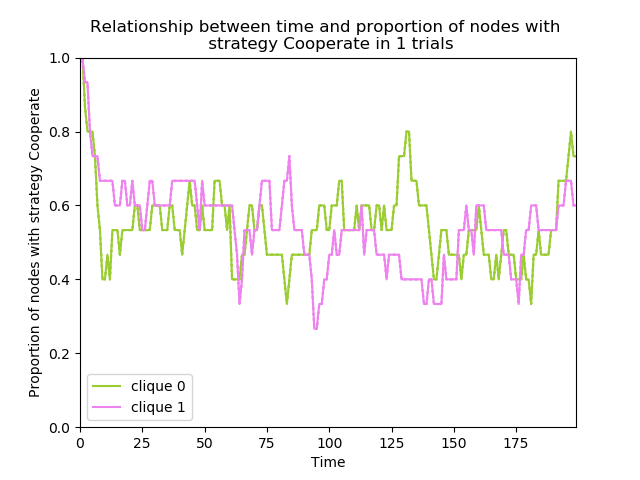 Relationship between time and proportion of nodes with
strategy Cooperate in 1 trials
Proportion of nodes with strategy Cooperate
1.0
0.8
0.6
0.4
0.2
0.0
clique 0
clique 1
0 25 50 75 100 125 150 175
Time